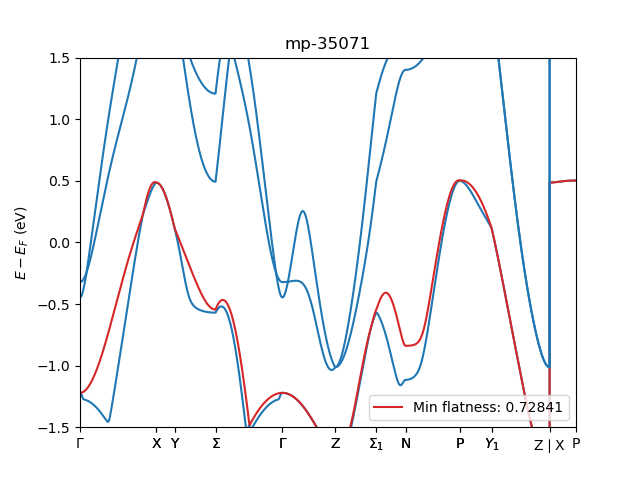 mp-35071
E − E_F (eV)
1.5
1.0
0.5
0.0
−0.5
−1.0
−1.5
Min flatness: 0.72841
Γ X Y Σ Γ Z Σ₁ N P Y₁ Z | X P